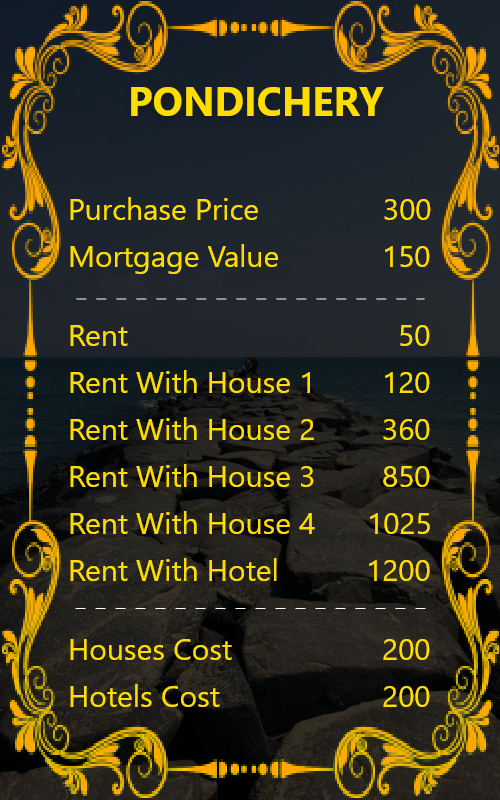 PONDICHERY
Purchase Price 300
Mortgage Value 150
Rent 50
Rent With House 1 120
Rent With House 2 360
Rent With House 3 850
Rent With House 4 1025
Rent With Hotel 1200
Houses Cost 200
Hotels Cost 200